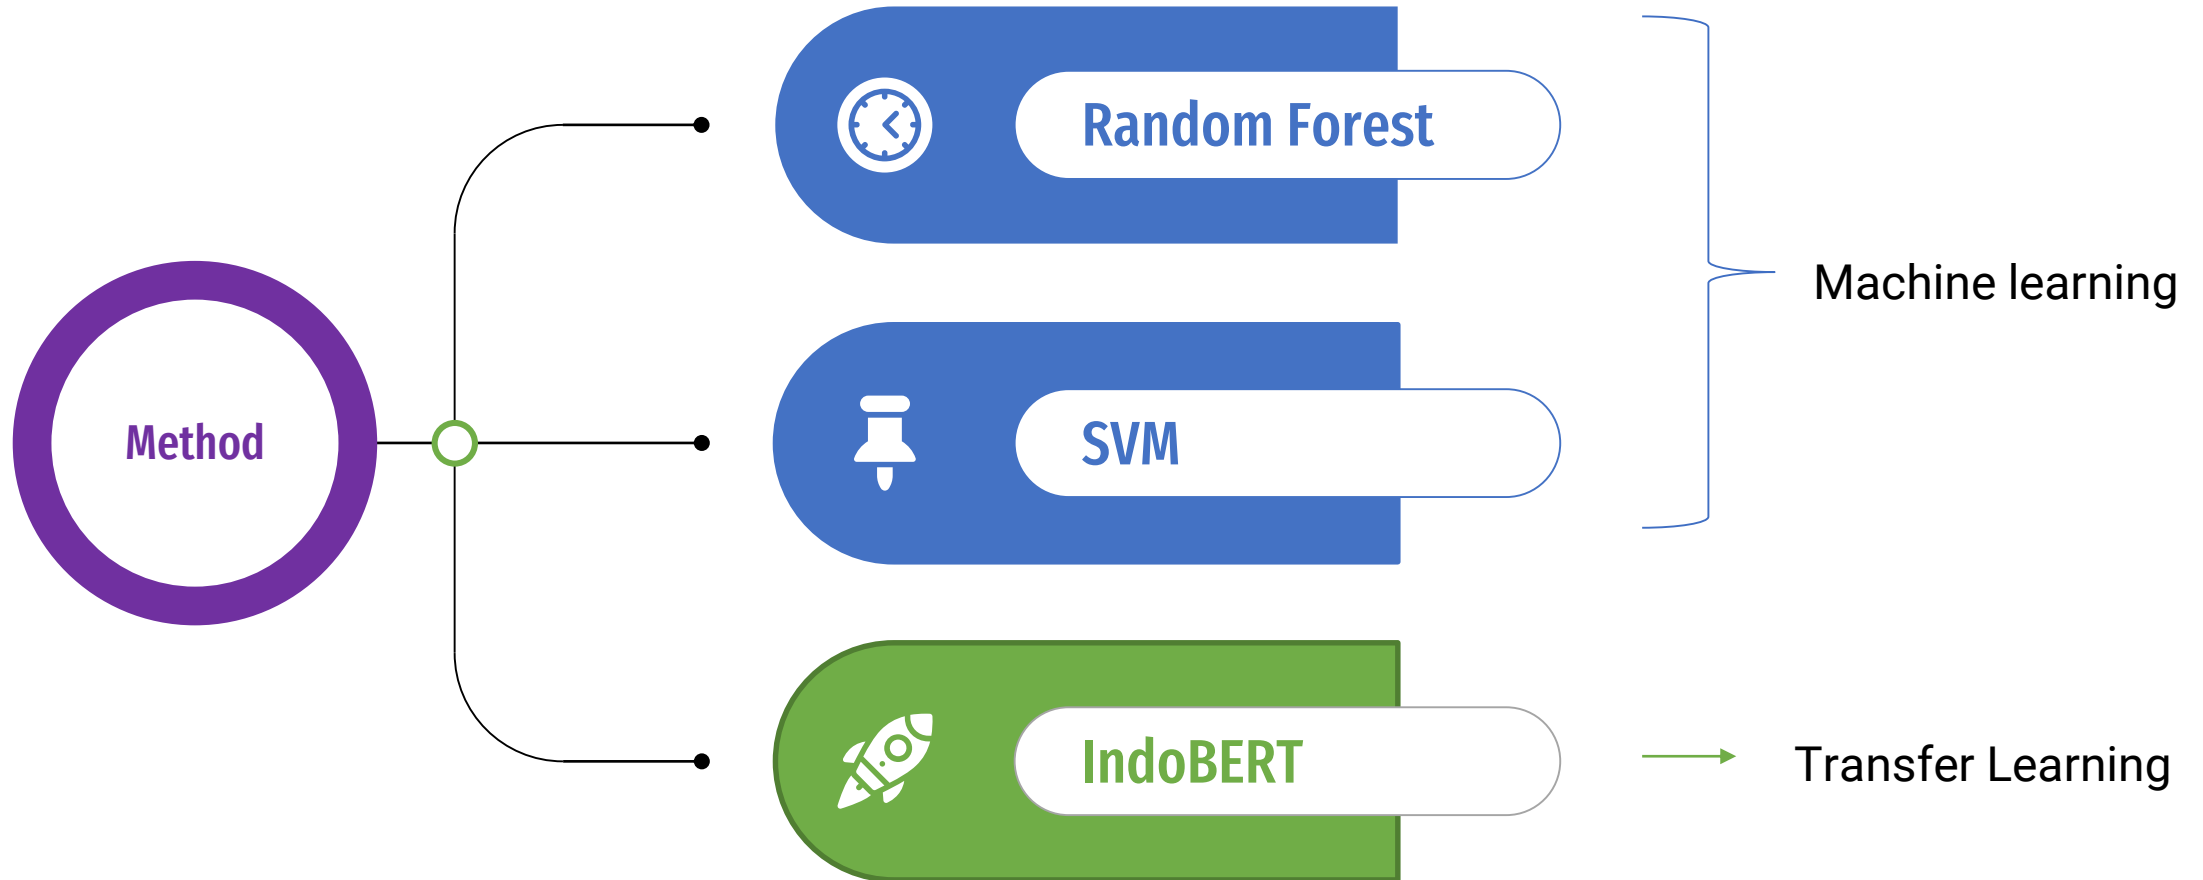 Method
Random Forest
SVM
IndoBERT
Machine learning
Transfer Learning